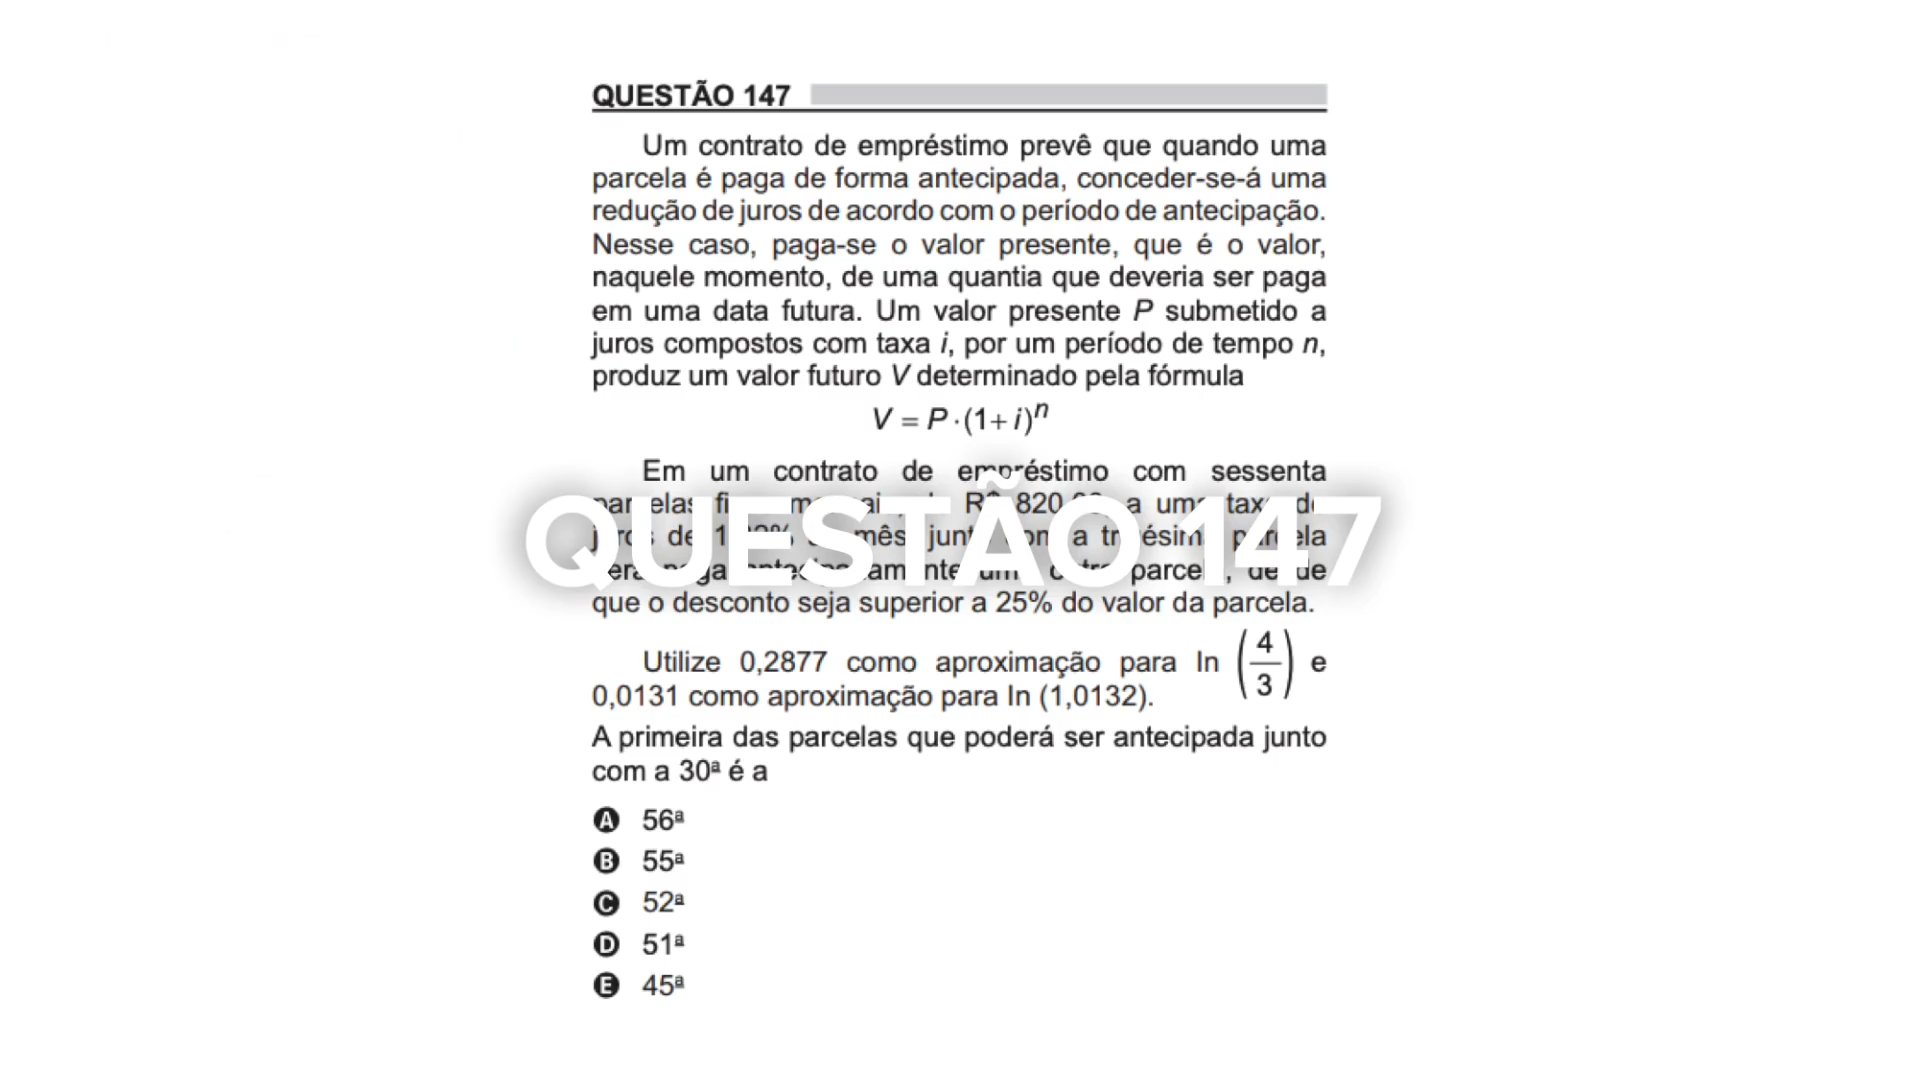 QUESTÃO 147
Um contrato de empréstimo prevê que quando uma
parcela é paga de forma antecipada, conceder-se-á uma
redução de juros de acordo com o período de antecipação.
Nesse caso, paga-se o valor presente, que é o valor,
naquele momento, de uma quantia que deveria ser paga
em uma data futura. Um valor presente P submetido a
juros compostos com taxa i, por um período de tempo n,
produz um valor futuro V determinado pela fórmula
V = P · (1 + i)^n
Em um contrato de empréstimo com sessenta
a uma
mês
QUESTÃO 147
que o desconto seja superior a 25% do valor da parcela.
Utilize 0,2877 como aproximação para ln (4/3) e
0,0131 como aproximação para ln (1,0132).
A primeira das parcelas que poderá ser antecipada junto
com a 30ª é a
A 56ª
B 55ª
C 52ª
D 51ª
E 45ª